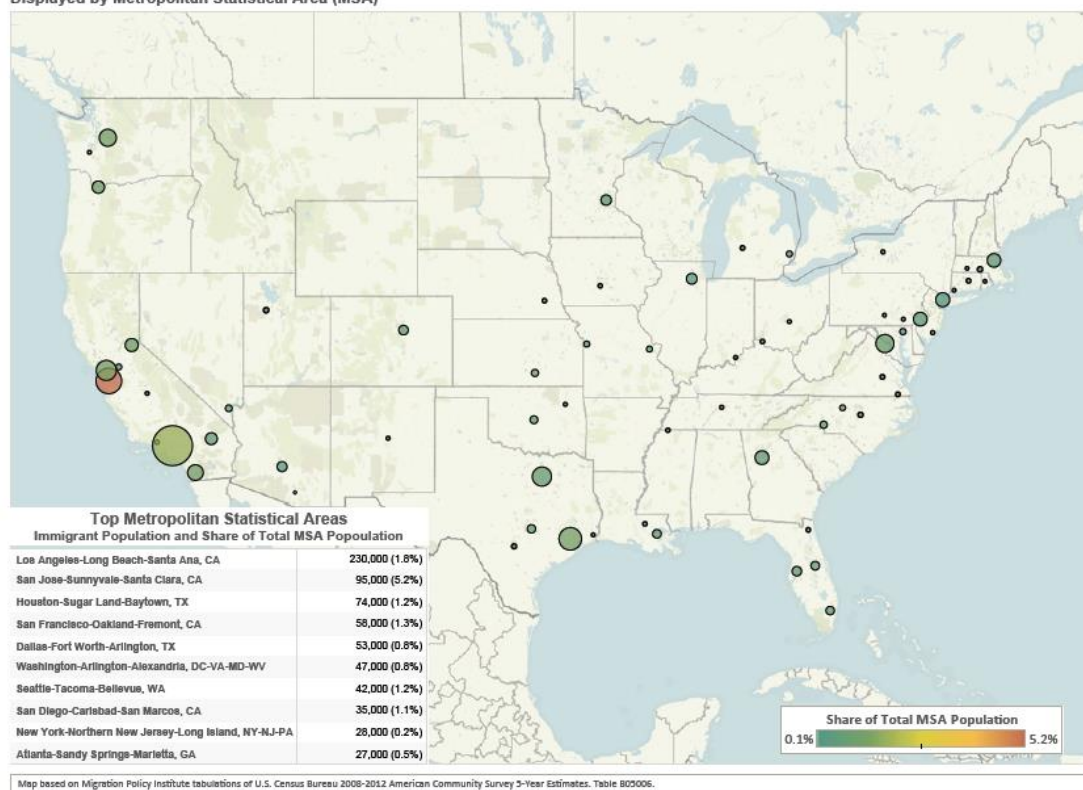 Displayed by Metropolitan Statistical Area (MSA)
Top Metropolitan Statistical Areas
Immigrant Population and Share of Total MSA Popoulation
Los Angeles-Long Beach-Santa Ana, CA 230,000 (1.8%)
San Jose-Sunnyvale-Santa Clara, CA 95,000 (5.2%)
Houston-Sugar Land-Baytown, TX 74,000 (1.2%)
San Francisco-Oakland-Fremont, CA 58,000 (1.3%)
Dallas-Fort Worth-Arlington, TX 53,000 (0.8%)
Washington-Arlington-Alexandria, DC-VA-MD-WV 47,000 (0.8%)
Seattle-Tacoma-Bellevue, WA 42,000 (1.2%)
San Diego-Carlsbad-San Marcos, CA 35,000 (1.1%)
New York-Northern New Jersey-Long Island, NY-NJ-PA 28,000 (0.2%)
Atlanta-Sandy Springs-Marietta, GA 27,000 (0.5%)
Share of Total MSA Population
0.1% 5.2%
Map based on Migration Policy Institute tabulations of U.S. Census Bureau 2008-2012 American Community Survey 5-Year Estimates. Table B05006.